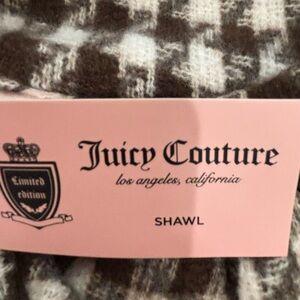 Limited
edition
Juicy Couture
los angeles, california
SHAWL